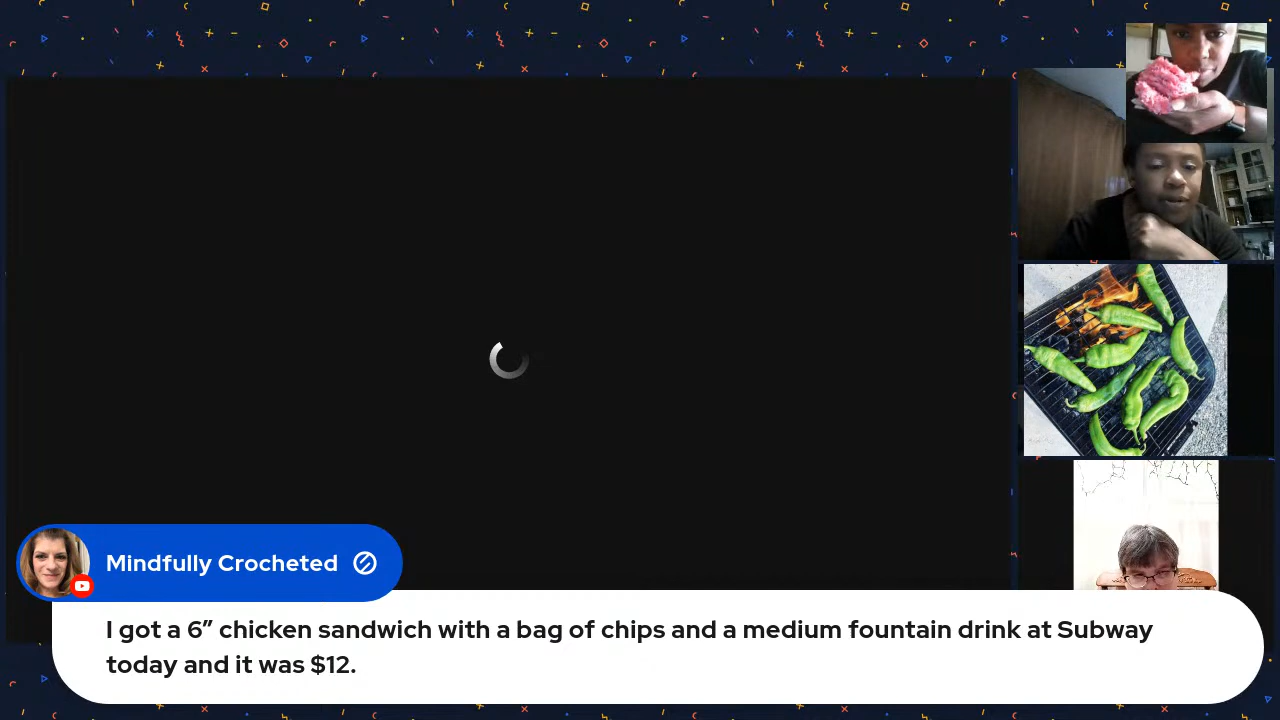 Mindfully Crocheted
I got a 6” chicken sandwich with a bag of chips and a medium fountain drink at Subway
today and it was $12.